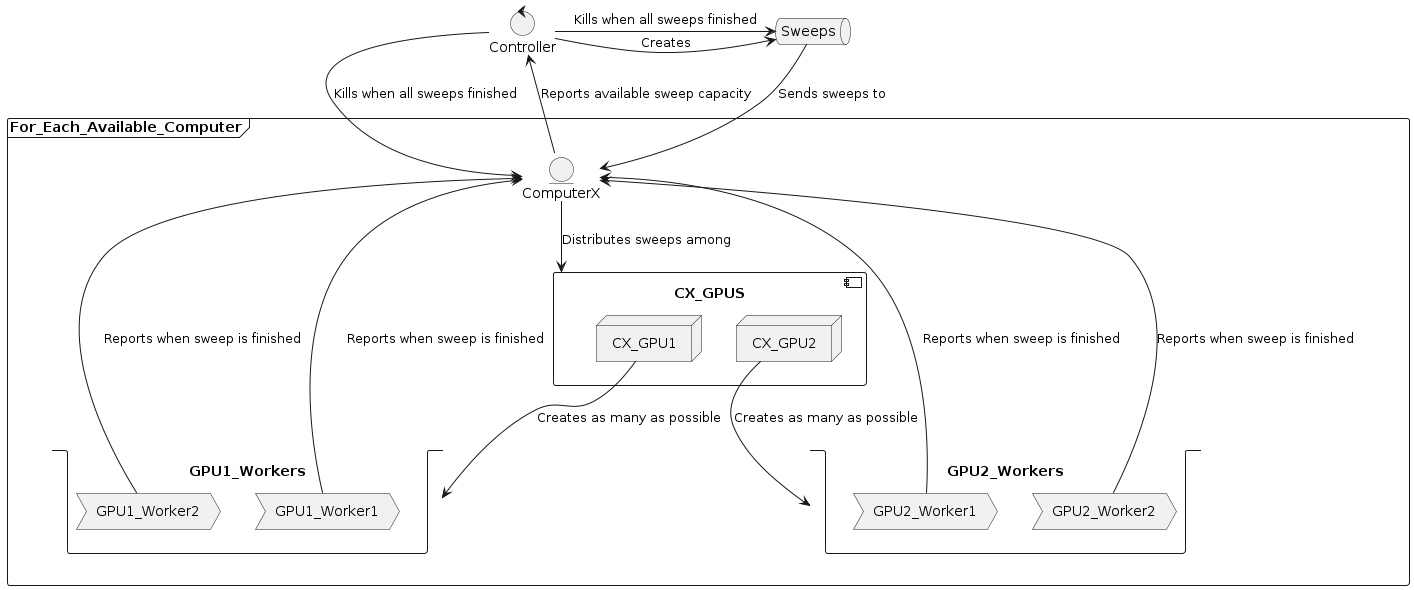 Kills when all sweeps finished
Sweeps
Creates
Controller
Kills when all sweeps finished
Reports available sweep capacity
Sends sweeps to
For_Each_Available_Computer
ComputerX
Distributes sweeps among
CX_GPUS
CX_GPU1
CX_GPU2
Reports when sweep is finished
Reports when sweep is finished
Reports when sweep is finished
Reports when sweep is finished
Creates as many as possible
Creates as many as possible
GPU1_Workers
GPU2_Workers
GPU1_Worker2
GPU1_Worker1
GPU2_Worker1
GPU2_Worker2